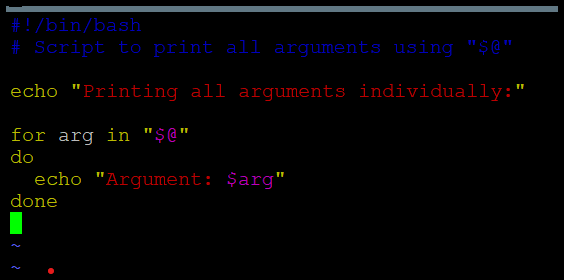 #!/bin/bash
# Script to print all arguments using "$@"

echo "Printing all arguments individually:"

for arg in "$@"
do
  echo "Argument: $arg"
done
~
~